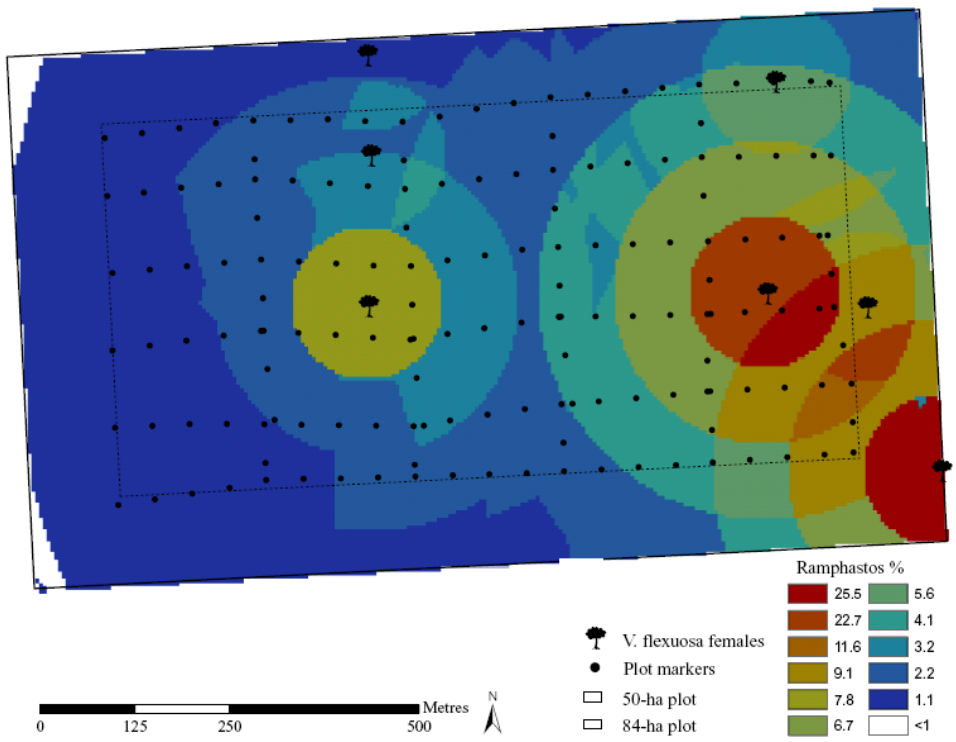 Ramphastos %
25.5 5.6
22.7 4.1
11.6 3.2
9.1 2.2
7.8 1.1
6.7 <1
V. flexuosa females
Plot markers
50-ha plot
84-ha plot
N
Metres
0 125 250 500